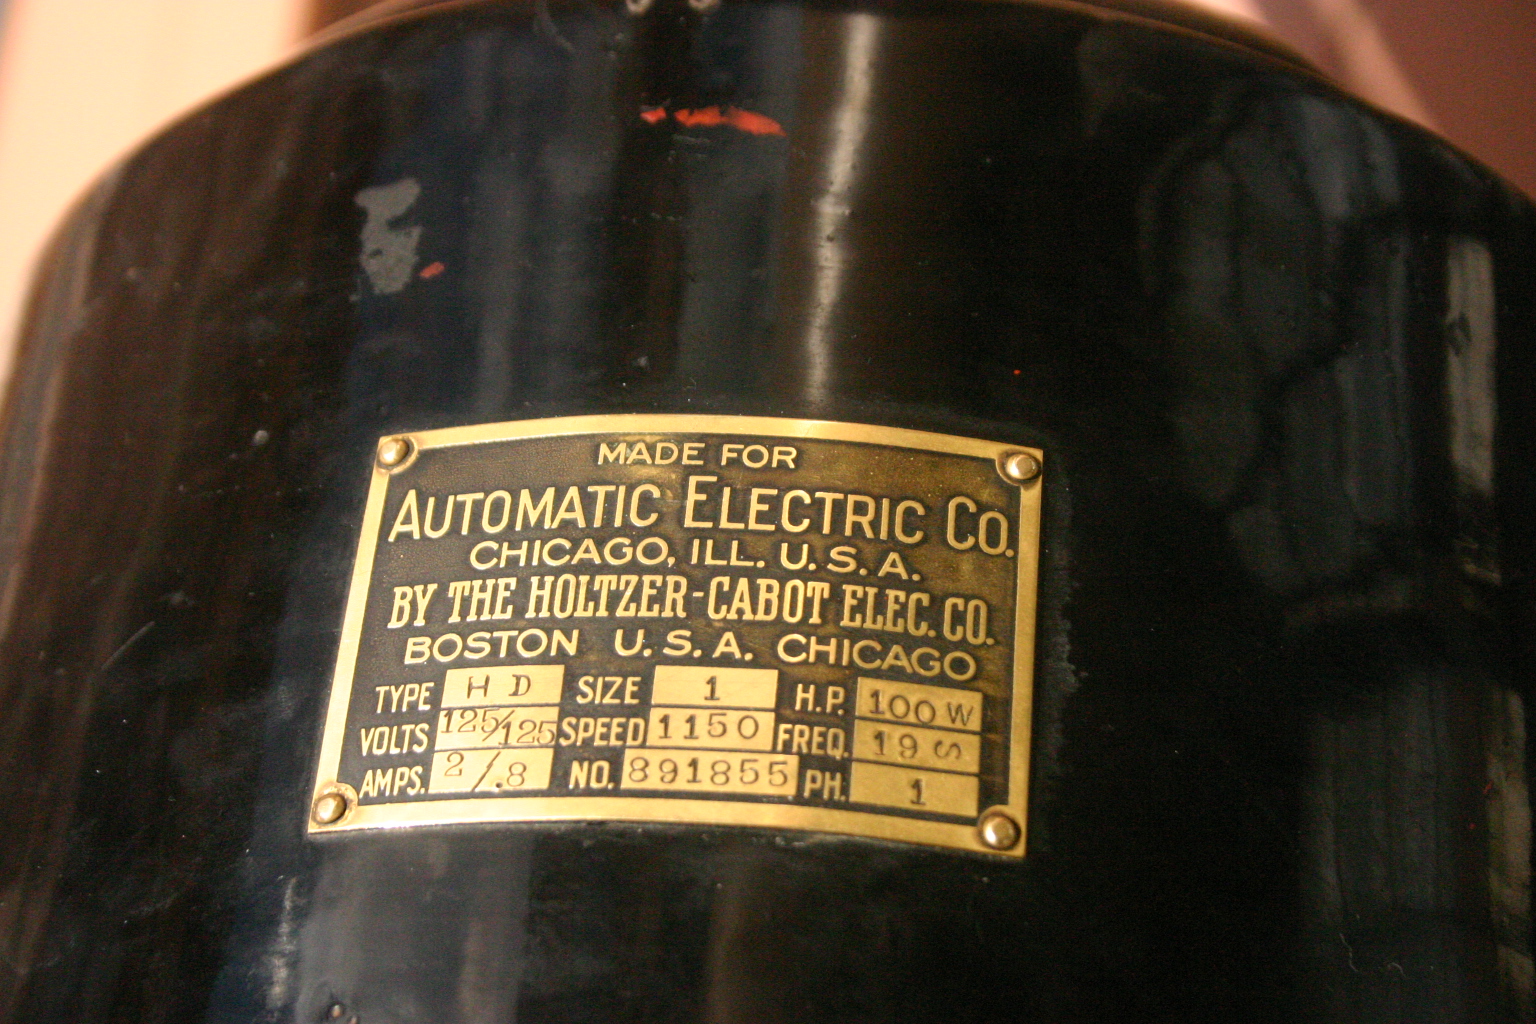 MADE FOR
AUTOMATIC ELECTRIC CO.
CHICAGO, ILL. U.S.A.
BY THE HOLTZER-CABOT ELEC. CO.
BOSTON U.S.A. CHICAGO
TYPE H D SIZE 1 H.P. 100 W
VOLTS 125/125 SPEED 1150 FREQ. 19 S
AMPS. 2/.8 NO. 891855 PH. 1